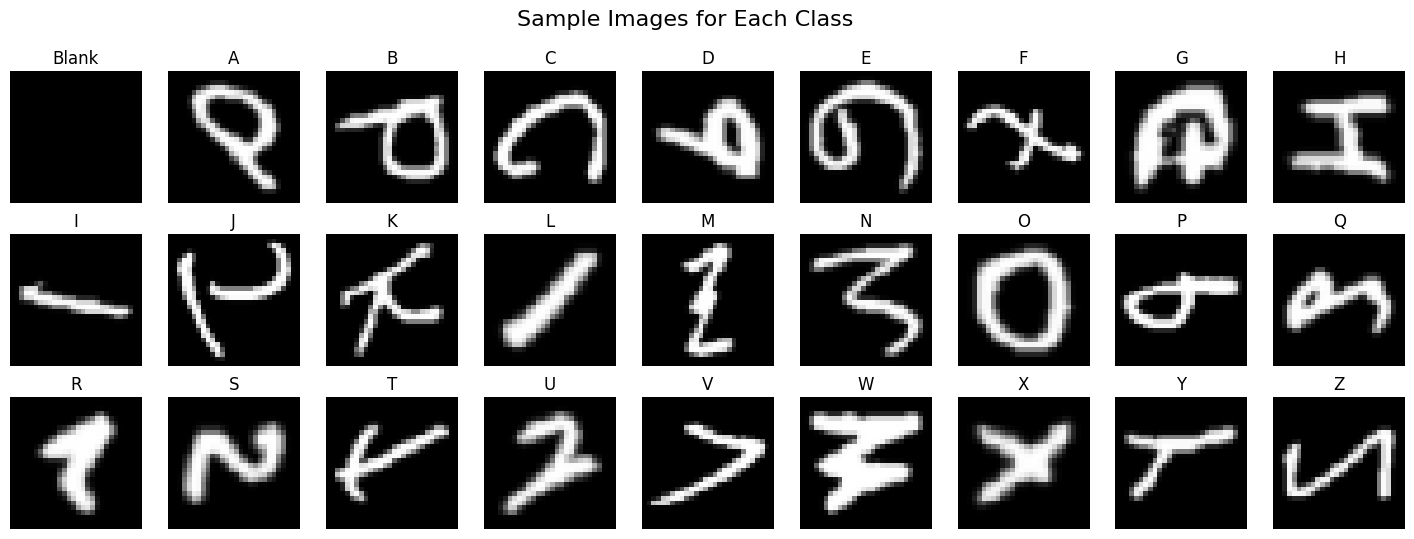 Sample Images for Each Class
Blank A B C D E F G H
I J K L M N O P Q
R S T U V W X Y Z